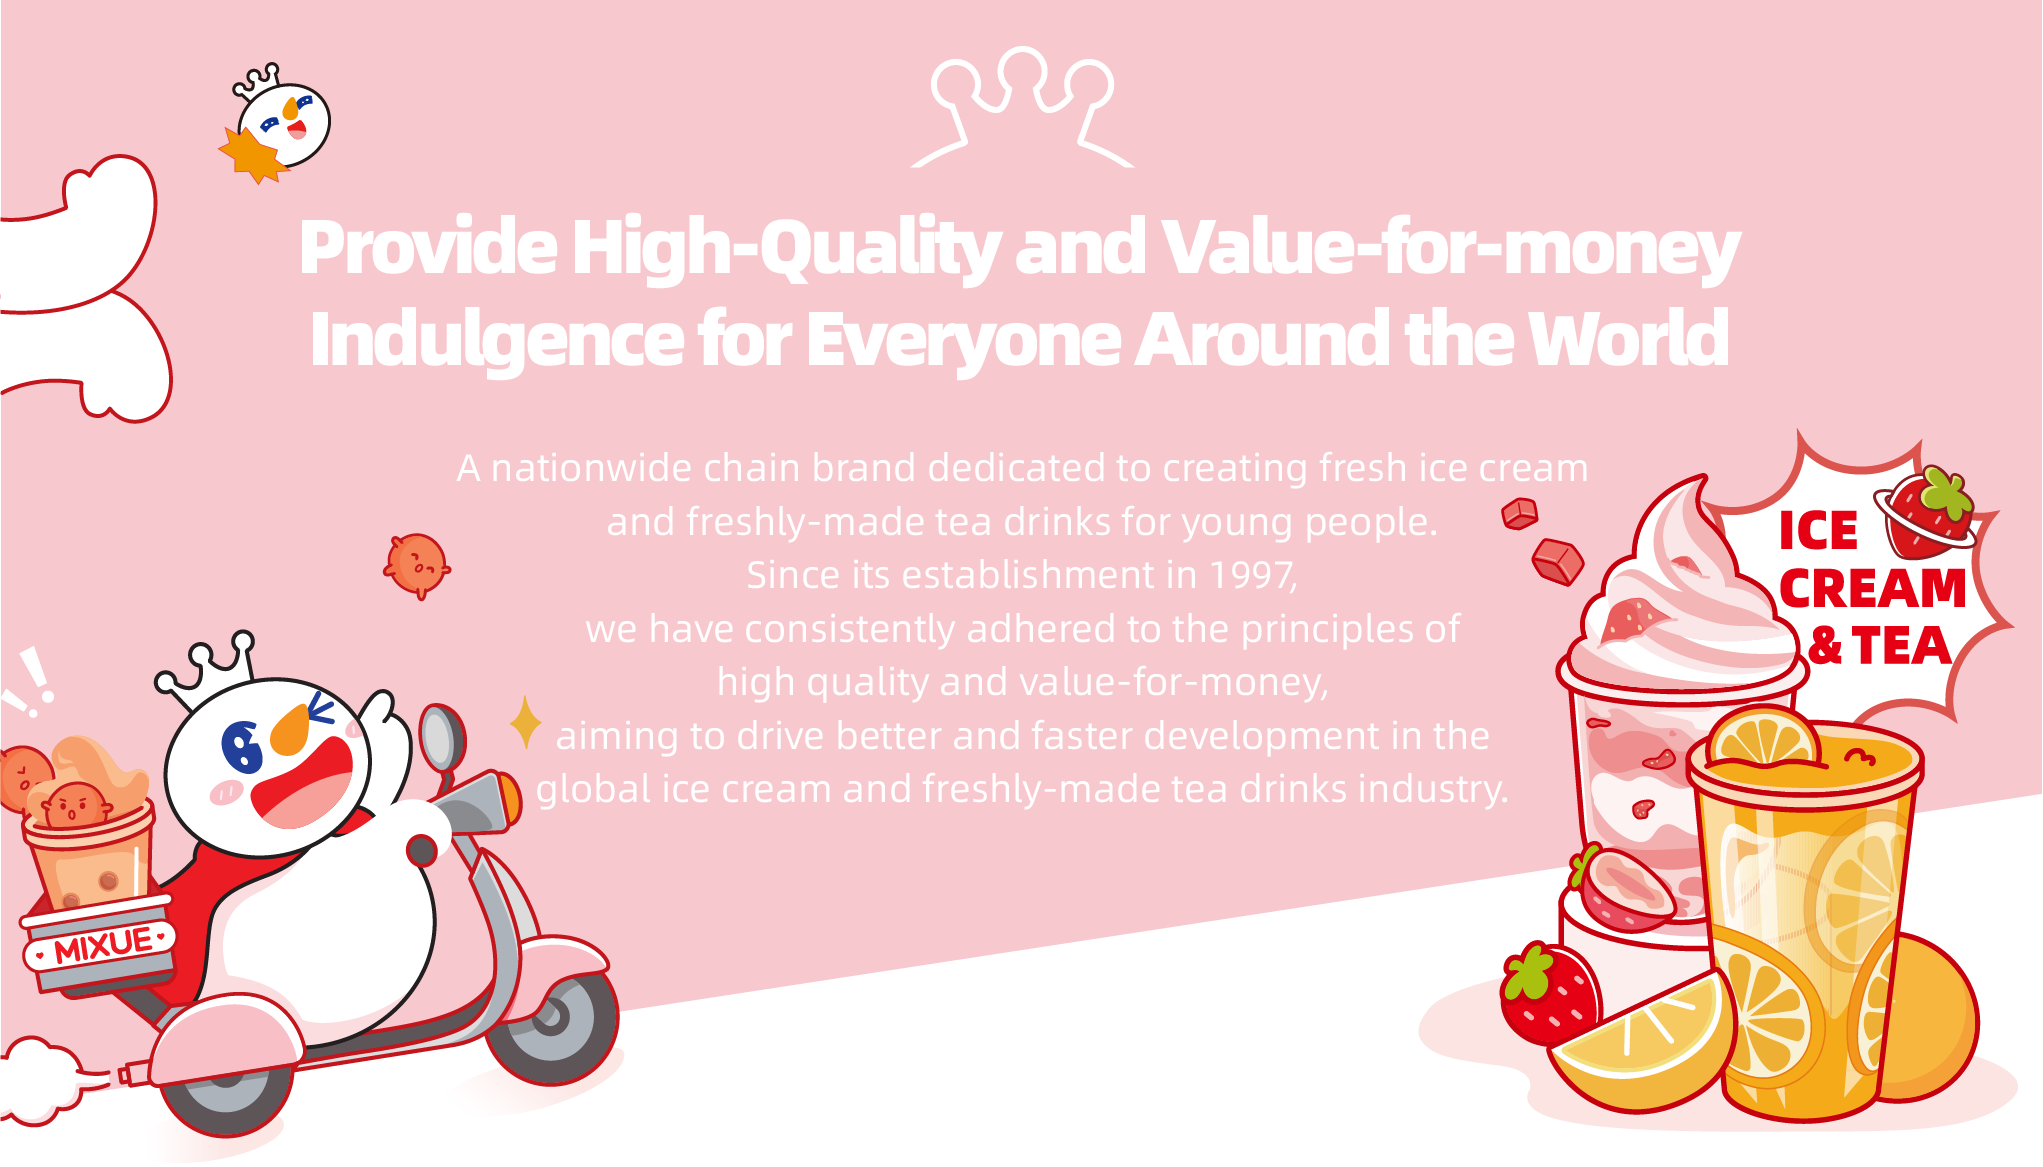 Provide High-Quality and Value-for-money
Indulgence for Everyone Around the World
A nationwide chain brand dedicated to creating fresh ice cream
and freshly-made tea drinks for young people.
Since its establishment in 1997,
we have consistently adhered to the principles of
high quality and value-for-money,
aiming to drive better and faster development in the
global ice cream and freshly-made tea drinks industry.
ICE
CREAM
& TEA
MIXUE